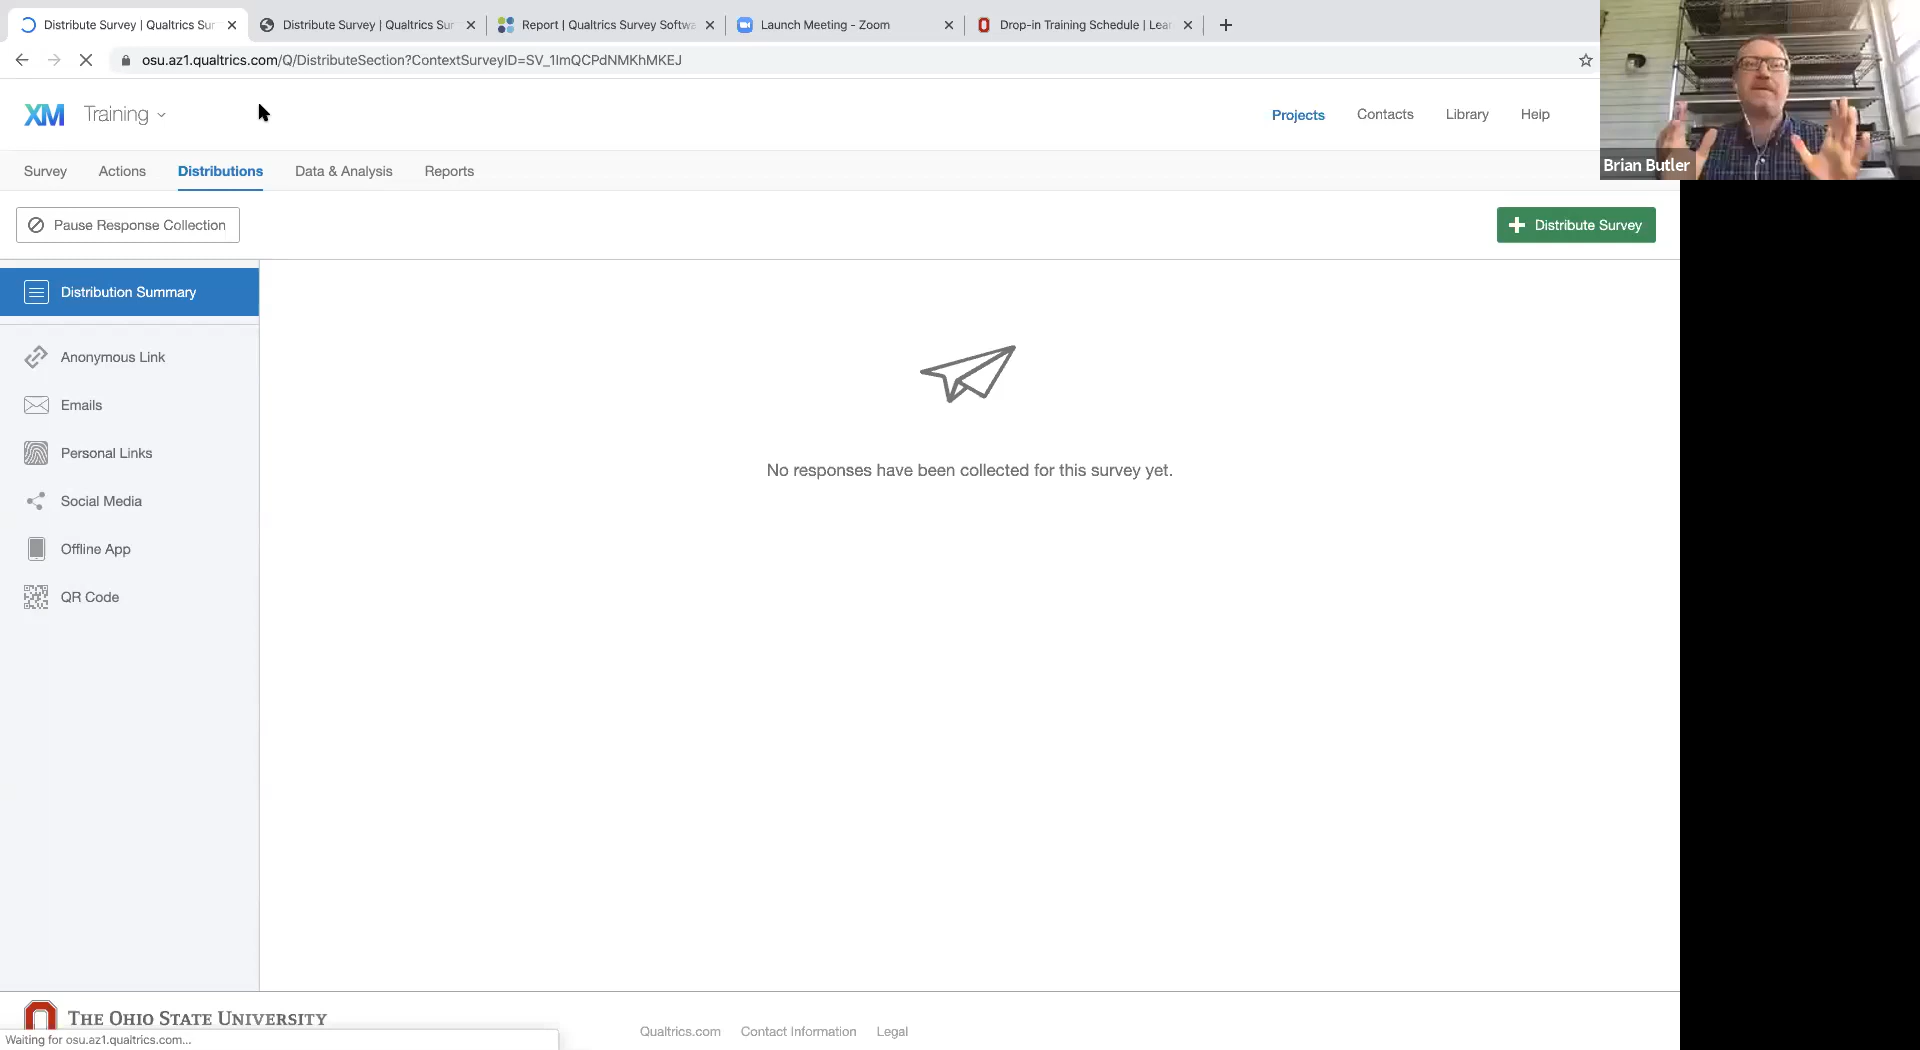 Distribute Survey | Qualtrics Sur
Distribute Survey | Qualtrics Sur
Report | Qualtrics Survey Softwa
Launch Meeting - Zoom
Drop-in Training Schedule | Lea
osu.az1.qualtrics.com/Q/DistributeSection?ContextSurveyID=SV_1ImQCPdNMKhMKEJ
XM Training
Projects
Contacts
Library
Help
Brian Butler
Survey
Actions
Distributions
Data & Analysis
Reports
Pause Response Collection
Distribute Survey
Distribution Summary
Anonymous Link
Emails
Personal Links
Social Media
Offline App
QR Code
No responses have been collected for this survey yet.
THE OHIO STATE UNIVERSITY
Qualtrics.com
Contact Information
Legal
Waiting for osu.az1.qualtrics.com...